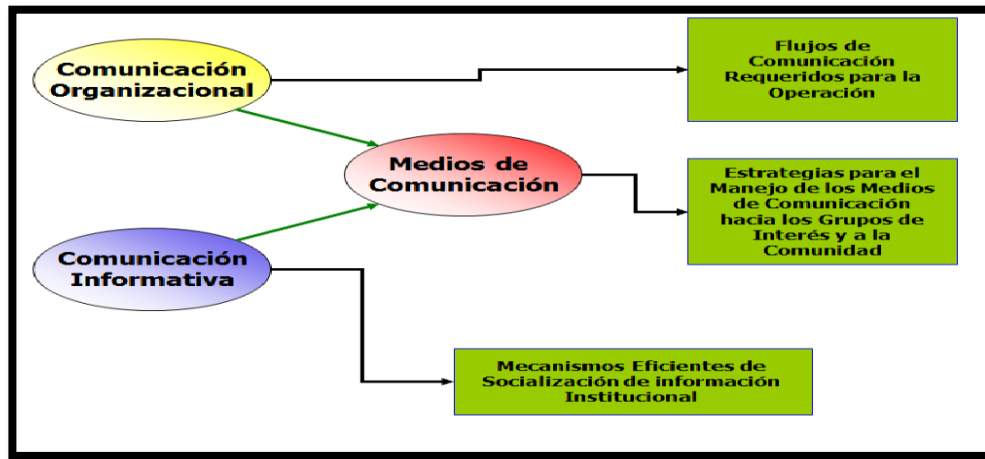 Comunicación
Organizacional
Flujos de
Comunicación
Requeridos para la
Operación
Medios de
Comunicación
Estrategias para el
Manejo de los Medios
de Comunicación
hacia los Grupos de
Interés y a la
Comunidad
Comunicación
Informativa
Mecanismos Eficientes de
Socialización de información
Institucional